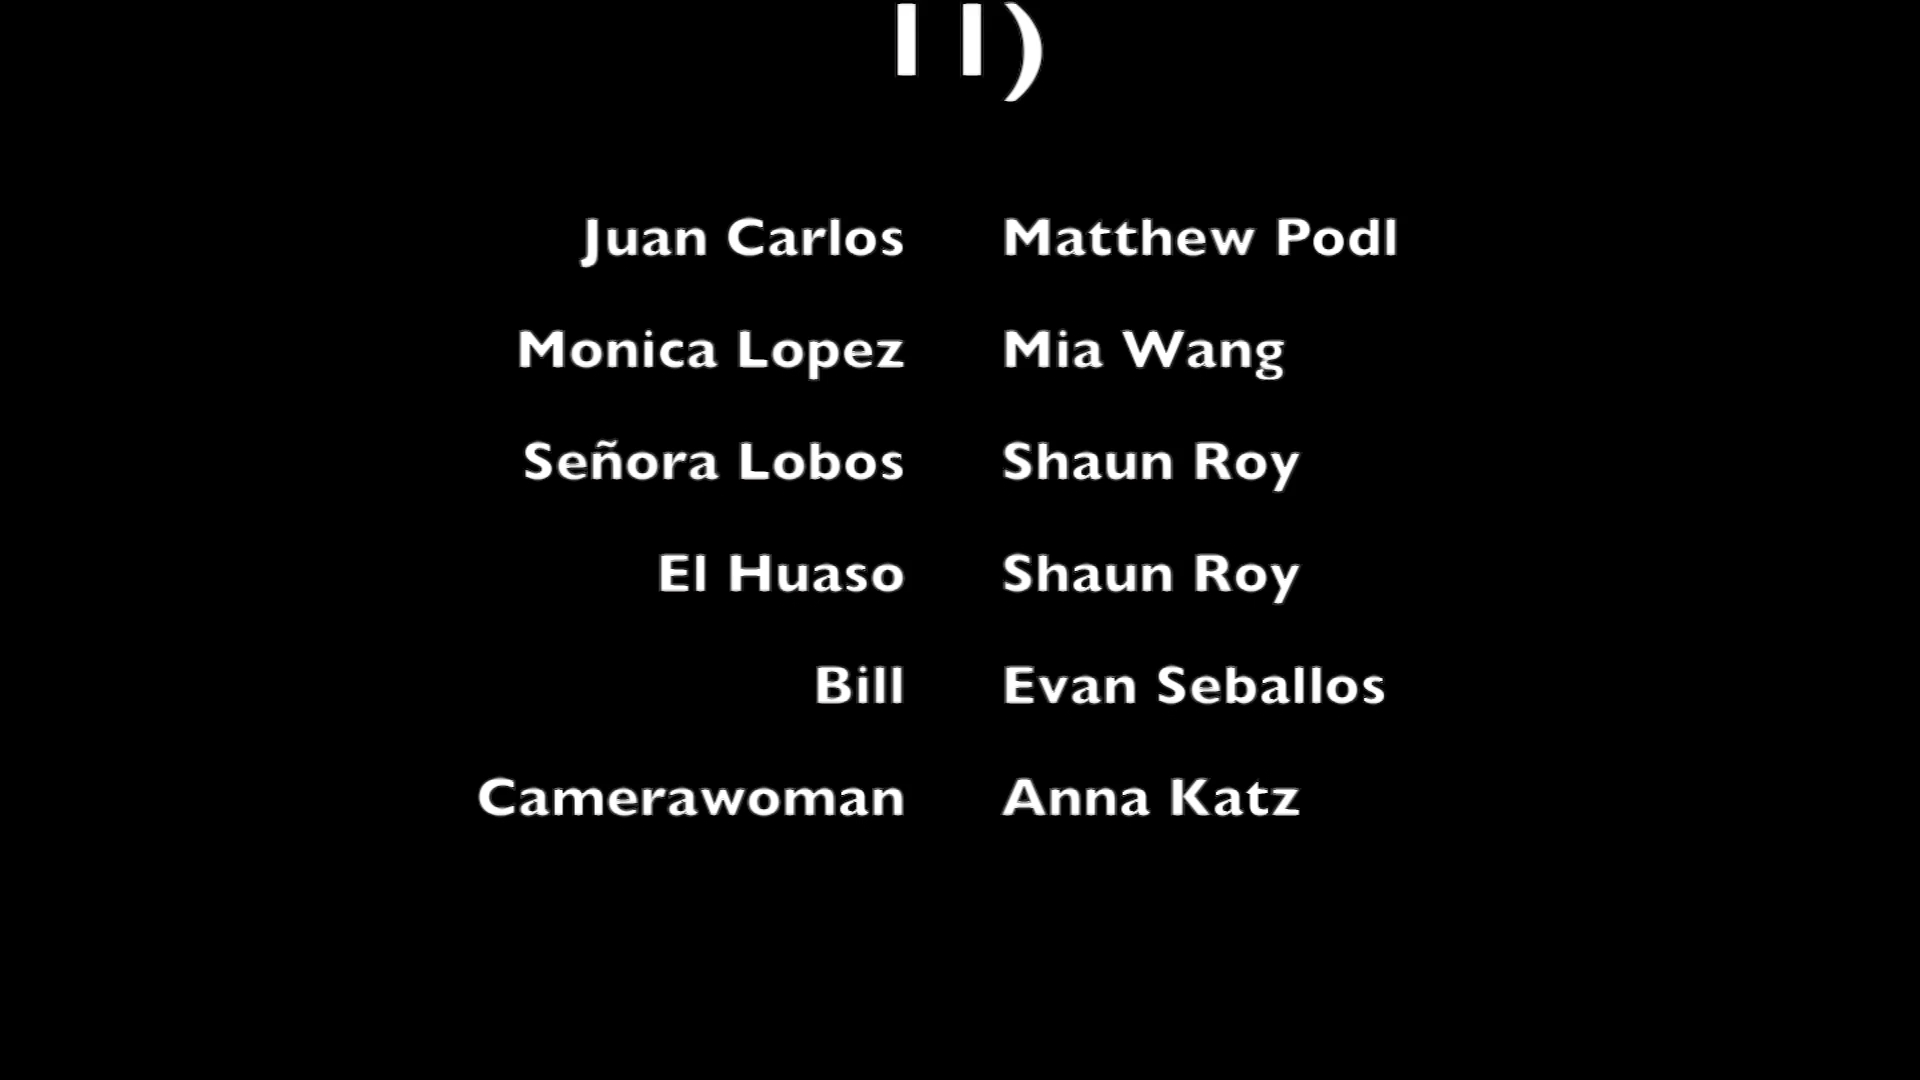 11)
Juan Carlos Matthew Podl
Monica Lopez Mia Wang
Señora Lobos Shaun Roy
El Huaso Shaun Roy
Bill Evan Seballos
Camerawoman Anna Katz